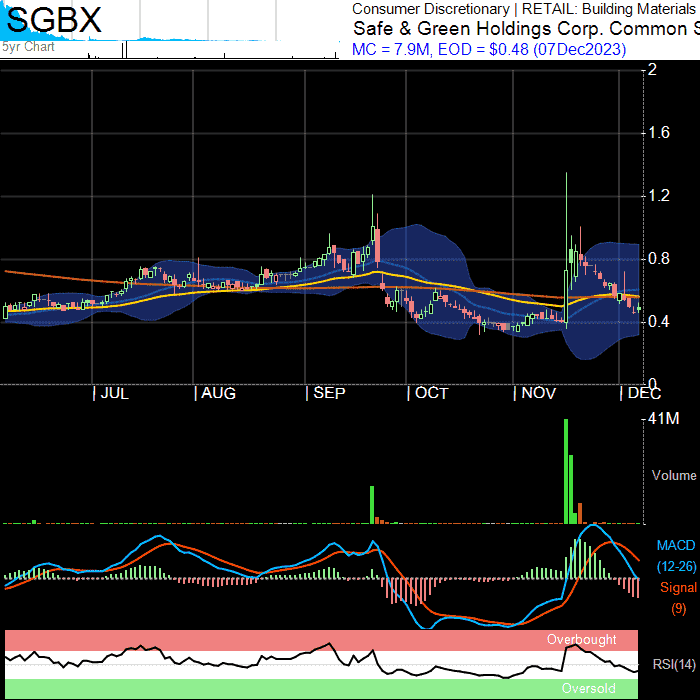 SGBX
5yr Chart
Consumer Discretionary | RETAIL: Building Materials
Safe & Green Holdings Corp. Common S
MC = 7.9M, EOD = $0.48 (07Dec2023)
2
1.6
1.2
0.8
0.4
0
JUL AUG SEP OCT NOV DEC
41M
Volume
MACD
(12-26)
Signal
(9)
Overbought
RSI(14)
Oversold